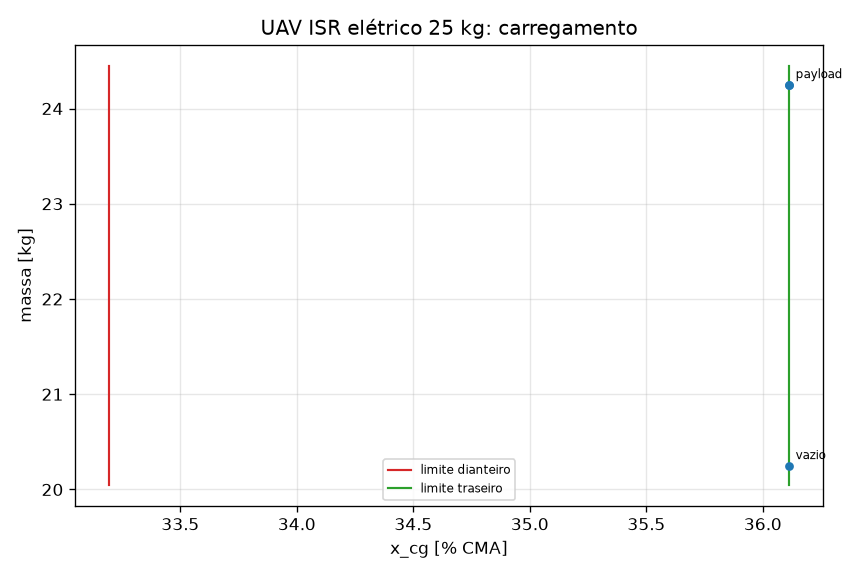 UAV ISR elétrico 25 kg: carregamento
massa [kg]
24
23
22
21
20
payload
vazio
limite dianteiro
limite traseiro
33.5 34.0 34.5 35.0 35.5 36.0
x_cg [% CMA]